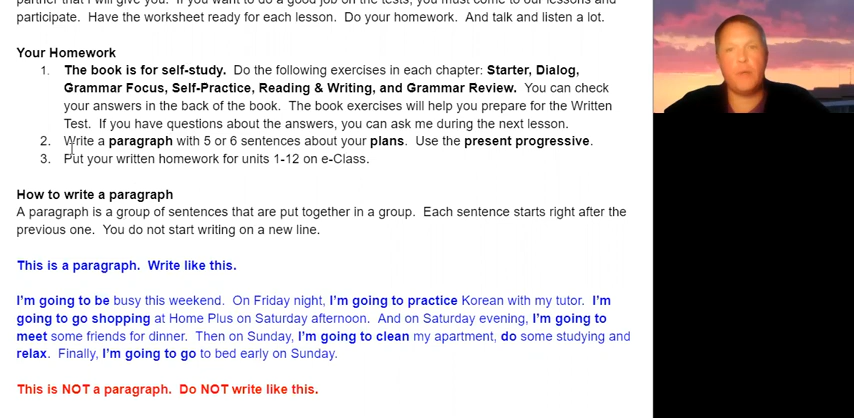 partner that I will give you. If you want to do a good job on the tests, you must come to our lessons and
participate. Have the worksheet ready for each lesson. Do your homework. And talk and listen a lot.
Your Homework
1. The book is for self-study. Do the following exercises in each chapter: Starter, Dialog,
Grammar Focus, Self-Practice, Reading & Writing, and Grammar Review. You can check
your answers in the back of the book. The book exercises will help you prepare for the Written
Test. If you have questions about the answers, you can ask me during the next lesson.
2. Write a paragraph with 5 or 6 sentences about your plans. Use the present progressive.
3. Put your written homework for units 1-12 on e-Class.
How to write a paragraph
A paragraph is a group of sentences that are put together in a group. Each sentence starts right after the
previous one. You do not start writing on a new line.
This is a paragraph. Write like this.
I'm going to be busy this weekend. On Friday night, I'm going to practice Korean with my tutor. I'm
going to go shopping at Home Plus on Saturday afternoon. And on Saturday evening, I'm going to
meet some friends for dinner. Then on Sunday, I'm going to clean my apartment, do some studying and
relax. Finally, I'm going to go to bed early on Sunday.
This is NOT a paragraph. Do NOT write like this.